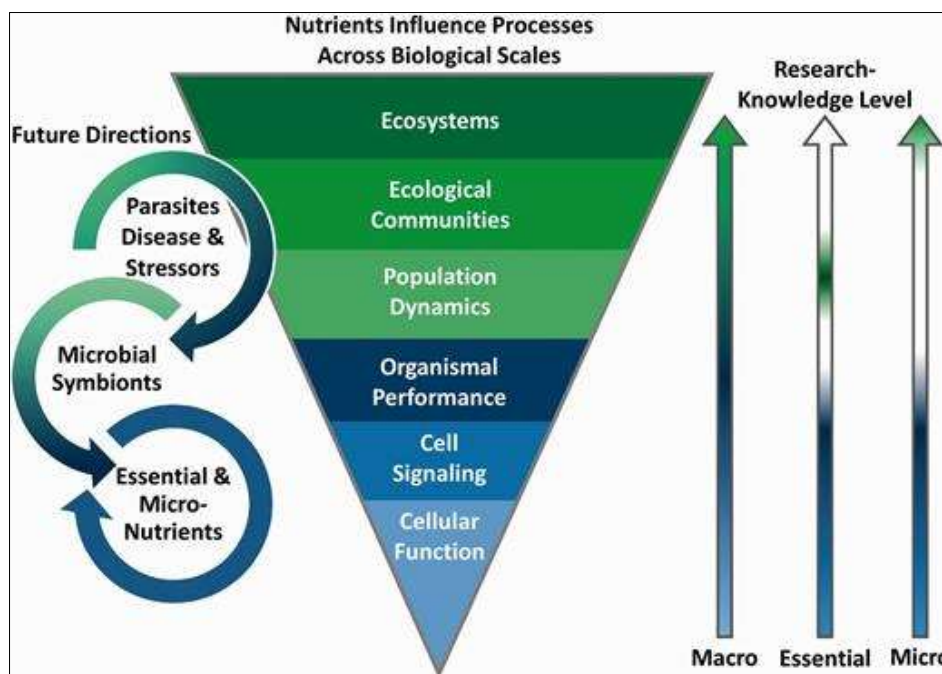 Nutrients Influence Processes
Across Biological Scales
Research-
Knowledge Level
Future Directions
Ecosystems
Ecological
Communities
Parasites
Disease &
Stressors
Population
Dynamics
Microbial
Symbionts
Organismal
Performance
Cell
Signaling
Essential &
Micro-
Nutrients
Cellular
Function
Macro
Essential
Micro